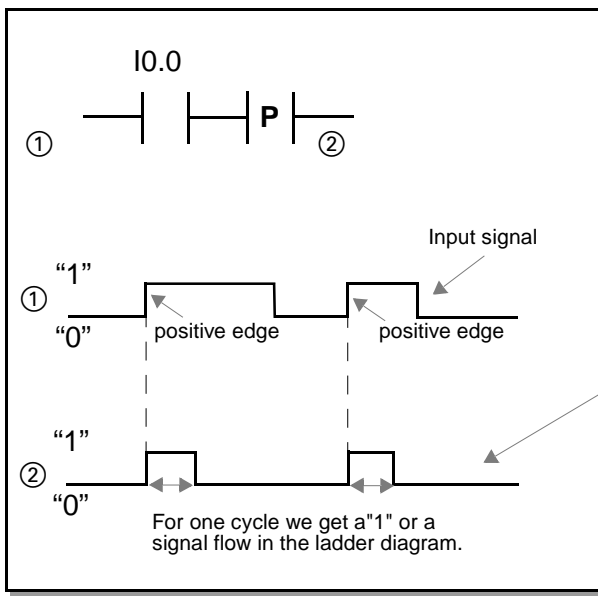 I0.0
P
① ②
Input signal
“1”
①
“0”
positive edge positive edge
“1”
②
“0”
For one cycle we get a"1" or a
signal flow in the ladder diagram.